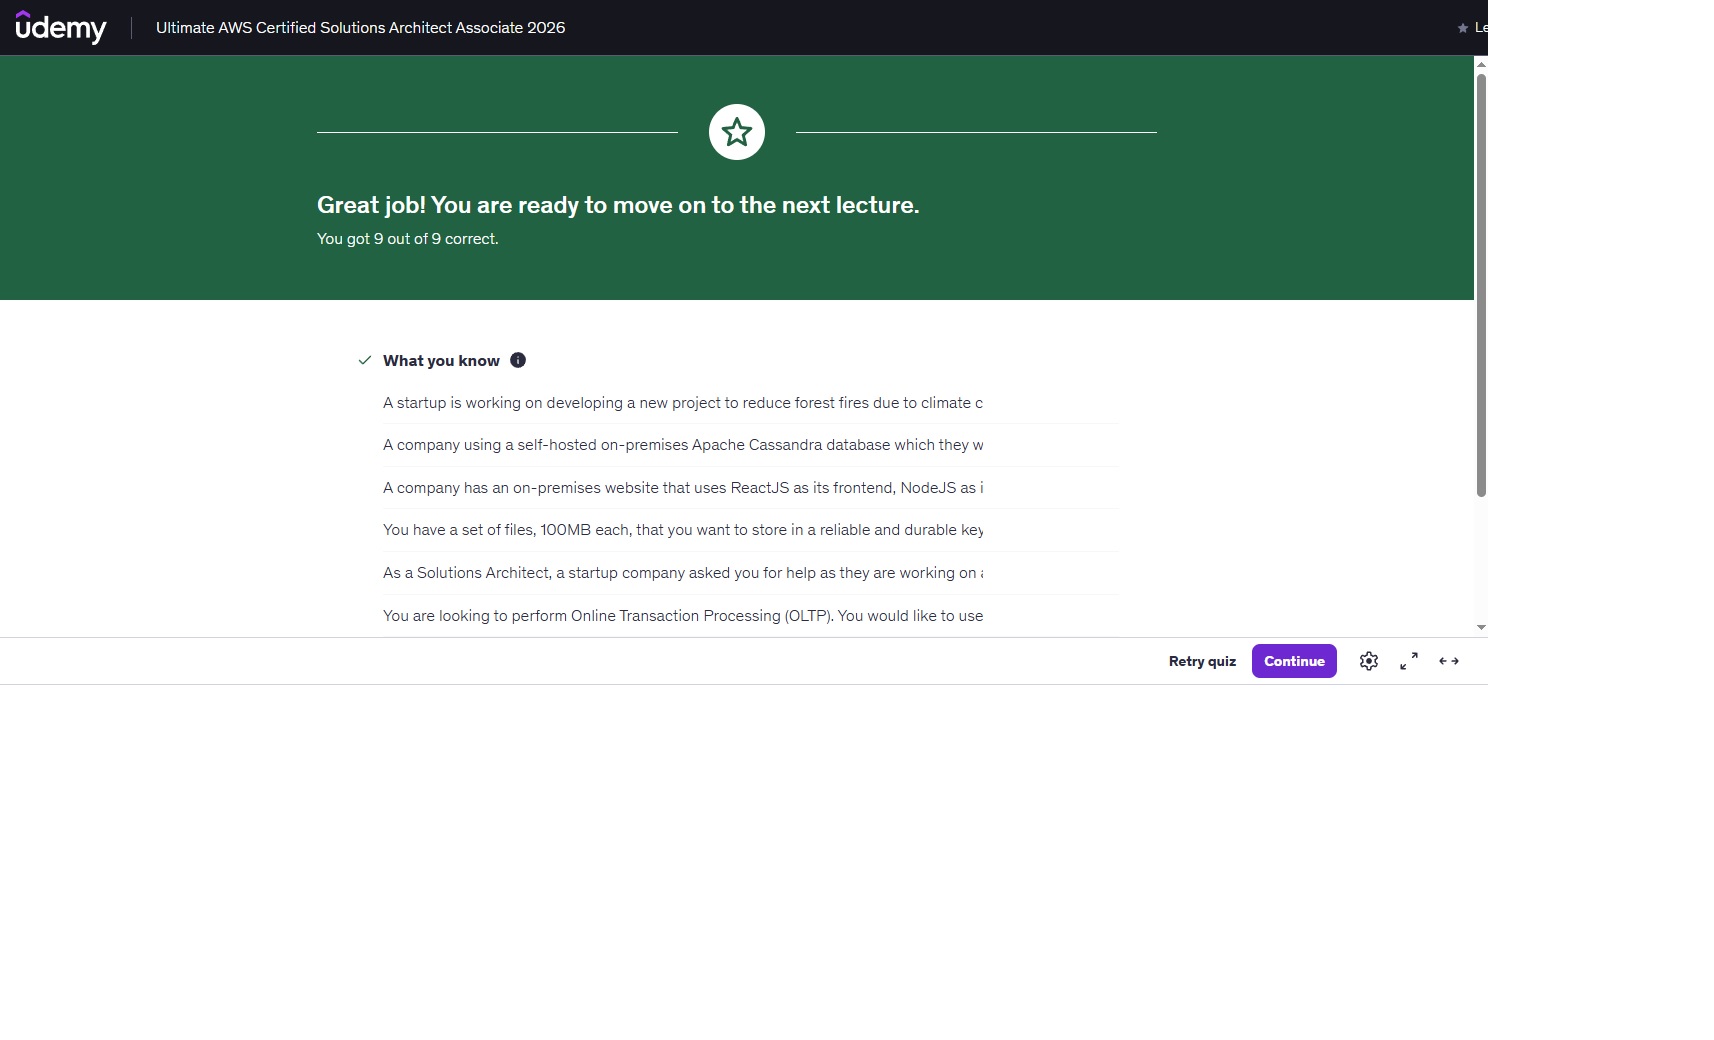 udemy
Ultimate AWS Certified Solutions Architect Associate 2026
Le
Great job! You are ready to move on to the next lecture.
You got 9 out of 9 correct.
What you know
A startup is working on developing a new project to reduce forest fires due to climate c
A company using a self-hosted on-premises Apache Cassandra database which they w
A company has an on-premises website that uses ReactJS as its frontend, NodeJS as i
You have a set of files, 100MB each, that you want to store in a reliable and durable key
As a Solutions Architect, a startup company asked you for help as they are working on
You are looking to perform Online Transaction Processing (OLTP). You would like to use
Retry quiz
Continue